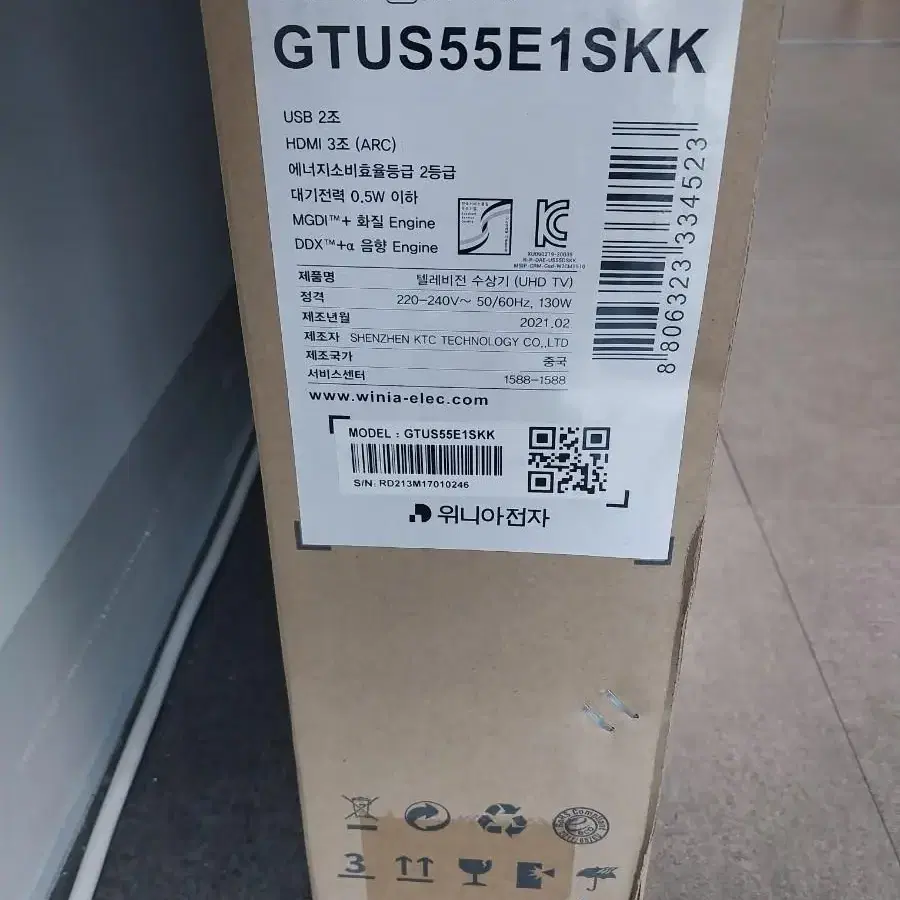 GTUS55E1SKK
USB 2조
HDMI 3조 (ARC)
에너지소비효율등급 2등급
대기전력 0.5W 이하
MGDI™+ 화질 Engine
DDX™+α 음향 Engine
제품명 텔레비전 수상기 (UHD TV)
정격 220-240V~ 50/60Hz, 130W
제조년월 2021.02
제조자 SHENZHEN KTC TECHNOLOGY CO.,LTD
제조국가 중국
서비스센터 1588-1588
www.winia-elec.com
8 806323 334523
MODEL : GTUS55E1SKK
S/N: RD213M17010246
위니아전자
3